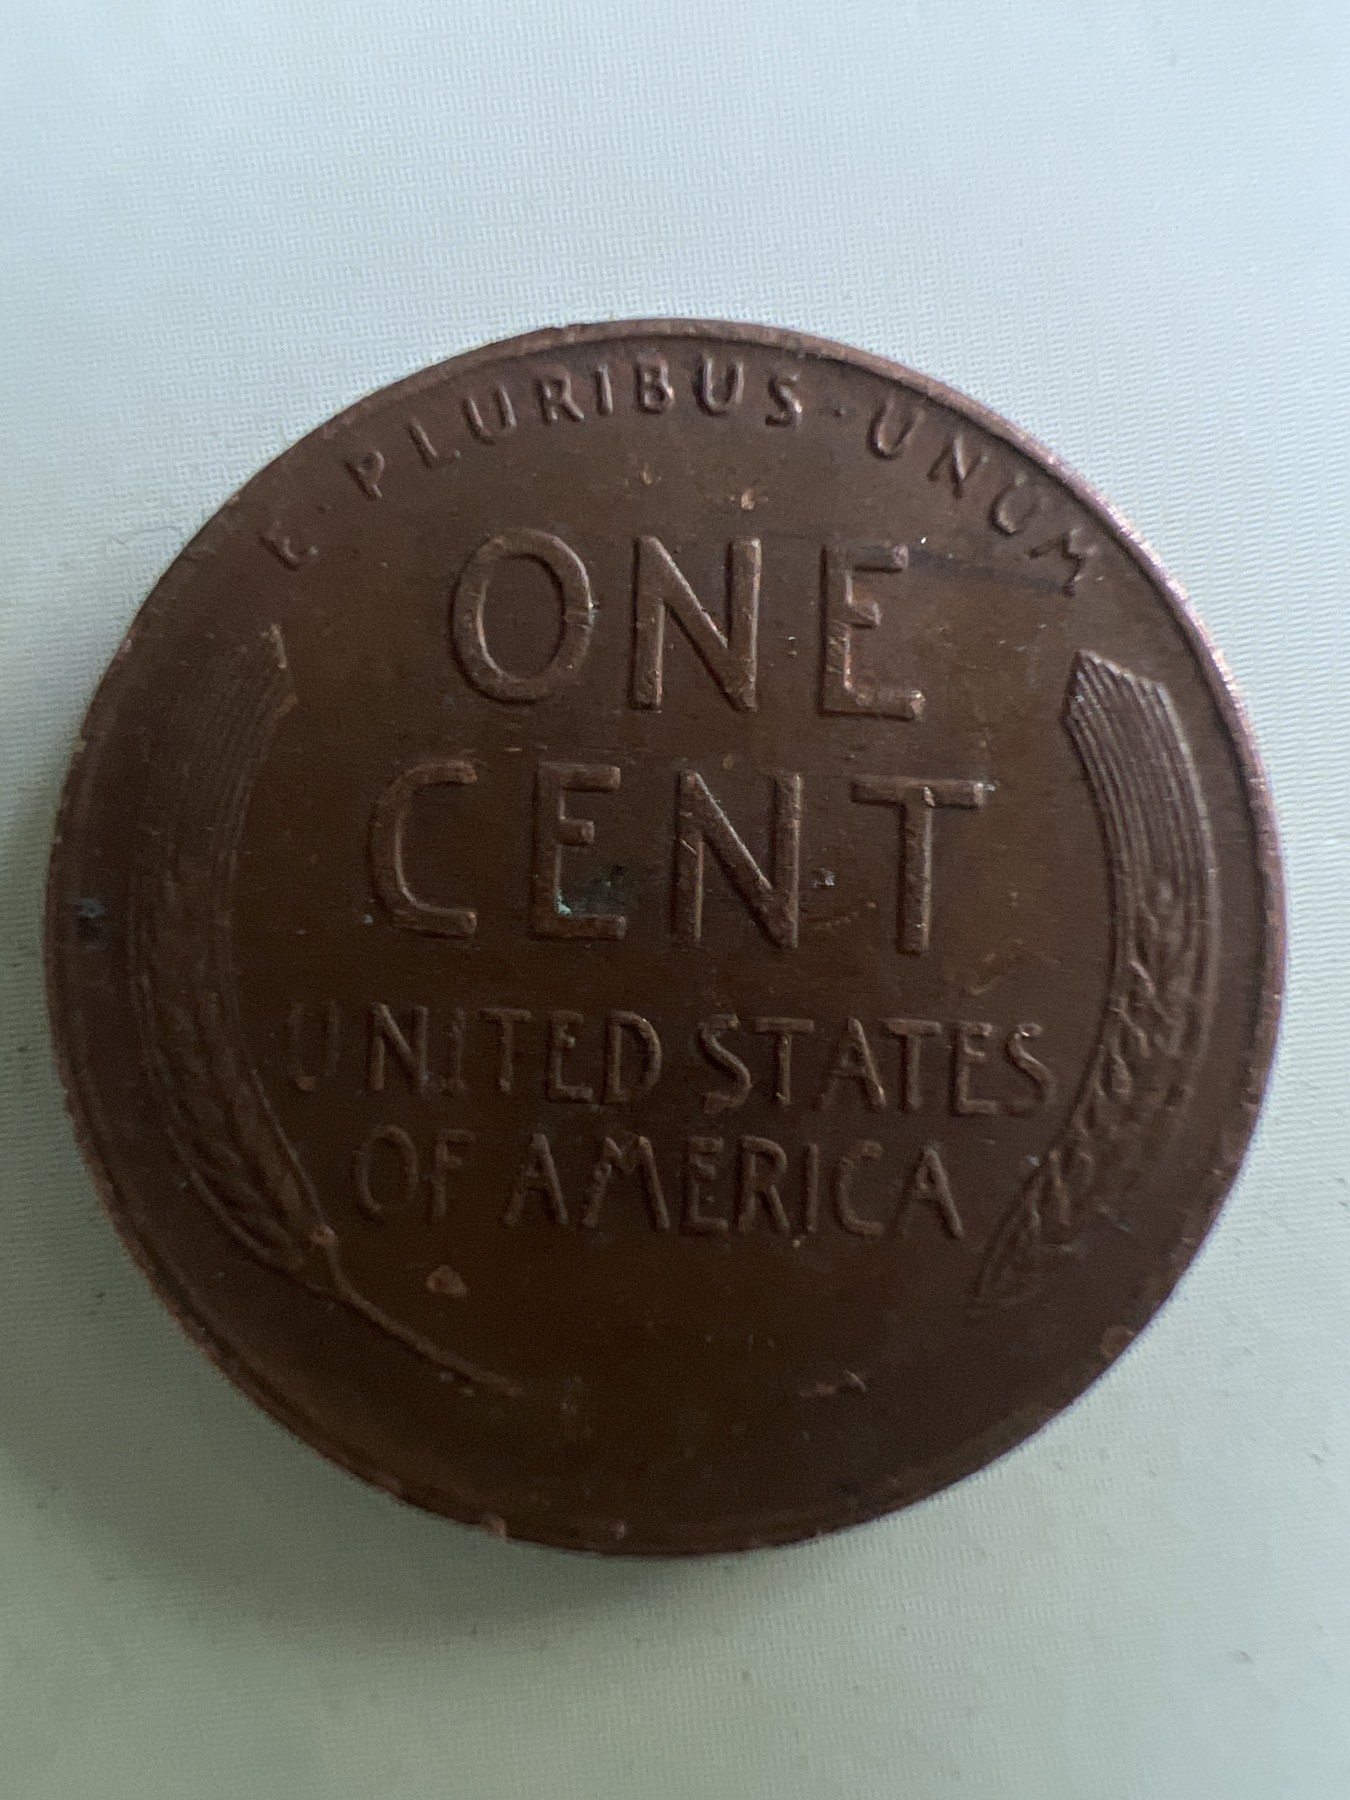 E · PLURIBUS · UNUM
ONE
CENT
UNITED STATES
OF AMERICA